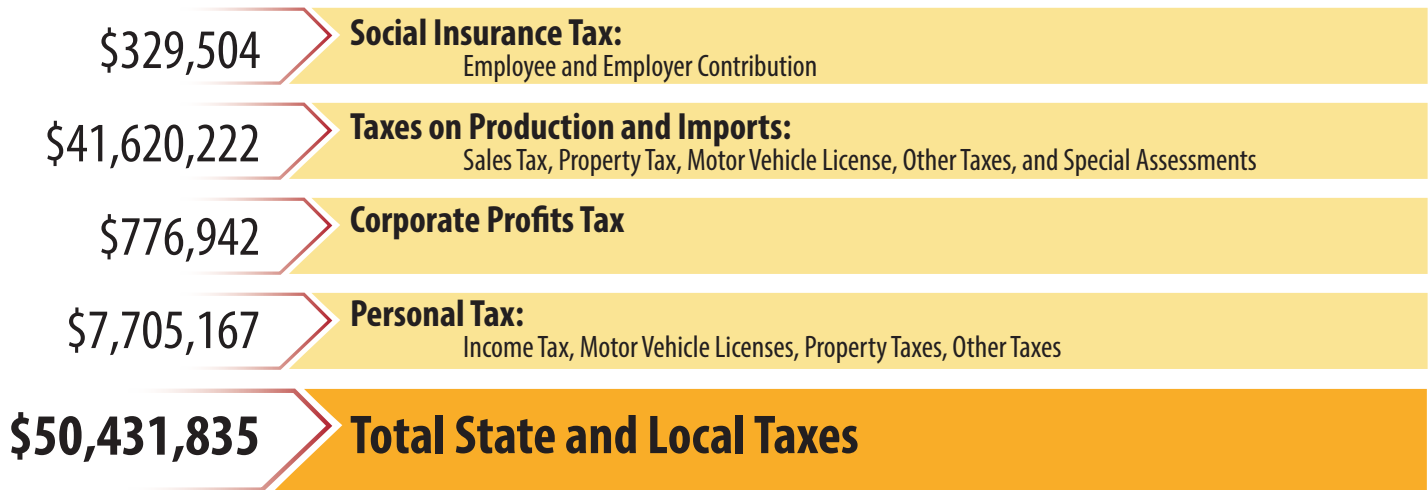 $329,504
Social Insurance Tax:
Employee and Employer Contribution
$41,620,222
Taxes on Production and Imports:
Sales Tax, Property Tax, Motor Vehicle License, Other Taxes, and Special Assessments
$776,942
Corporate Profits Tax
$7,705,167
Personal Tax:
Income Tax, Motor Vehicle Licenses, Property Taxes, Other Taxes
$50,431,835
Total State and Local Taxes